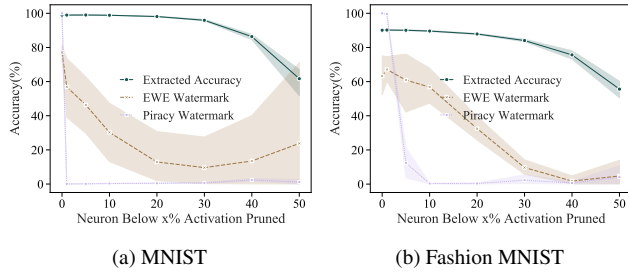 100
80
60
40
20
0
Accuracy(%)
Extracted Accuracy
EWE Watermark
Piracy Watermark
0 10 20 30 40 50
Neuron Below x% Activation Pruned
(a) MNIST
100
80
60
40
20
0
Accuracy(%)
Extracted Accuracy
EWE Watermark
Piracy Watermark
0 10 20 30 40 50
Neuron Below x% Activation Pruned
(b) Fashion MNIST